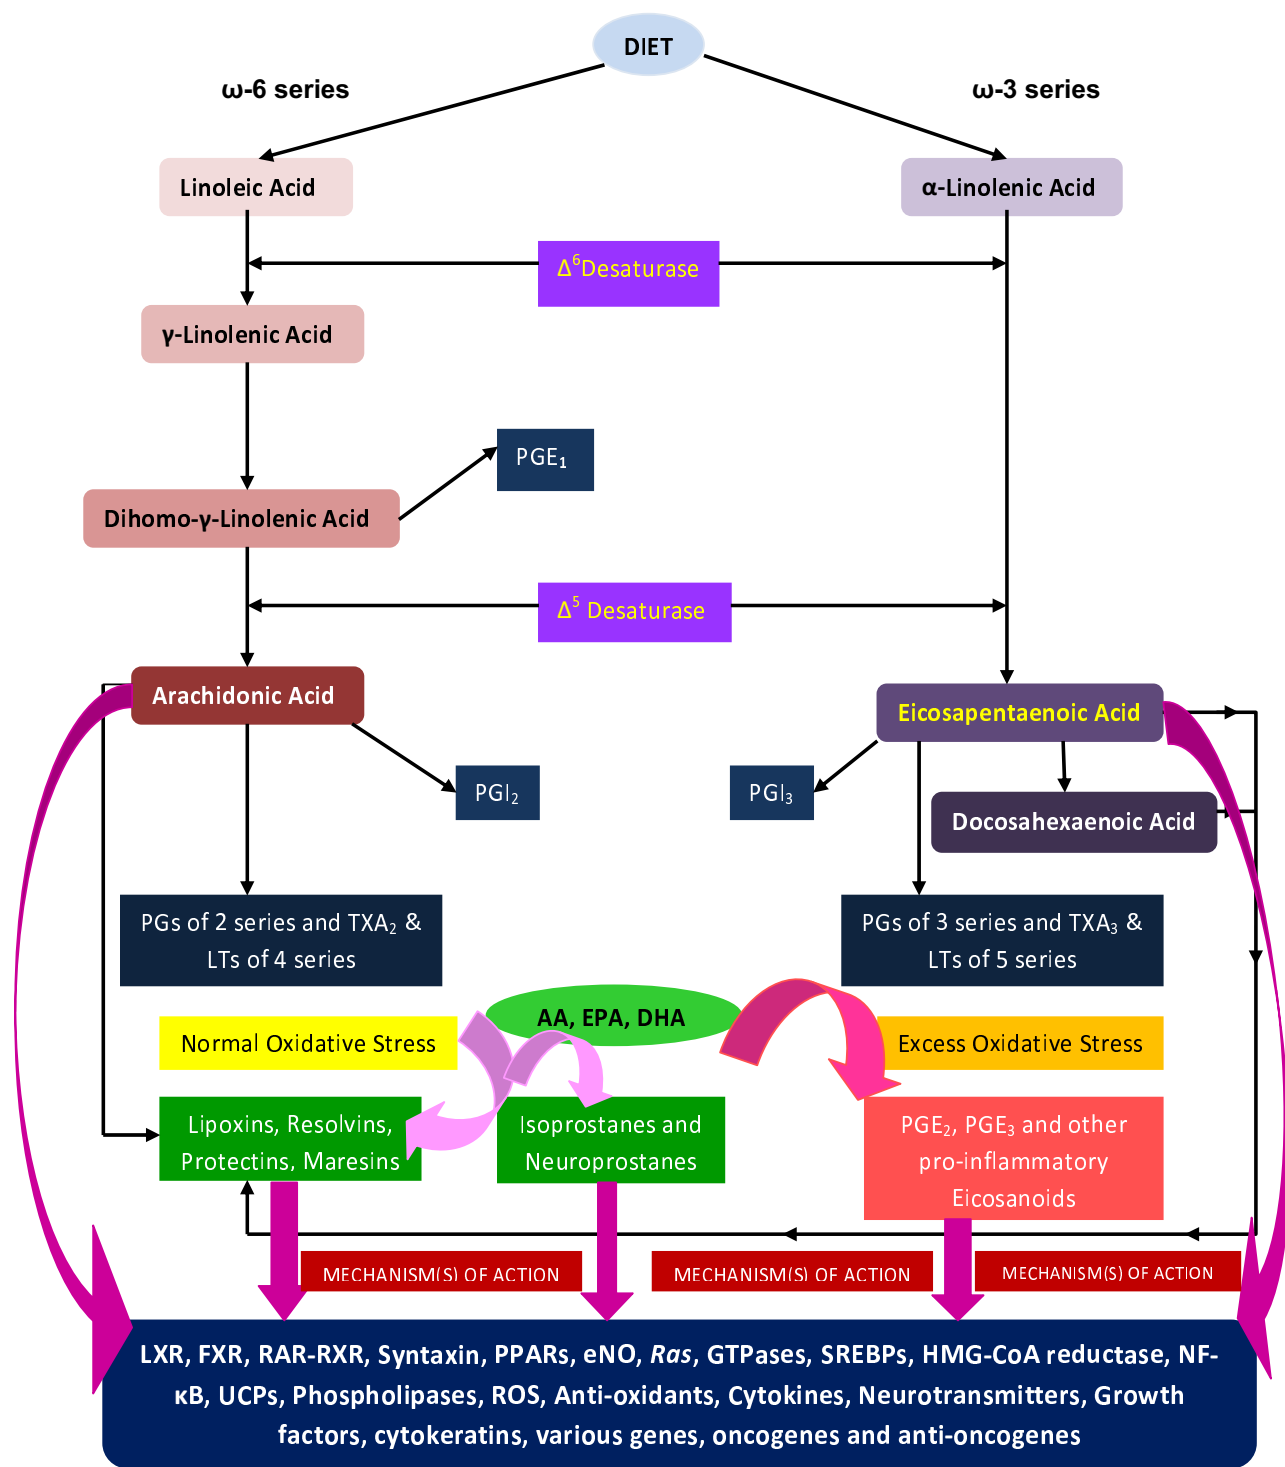 DIET
ω-6 series
ω-3 series
Linoleic Acid
α-Linolenic Acid
Δ⁶Desaturase
γ-Linolenic Acid
PGE₁
Dihomo-γ-Linolenic Acid
Δ⁵ Desaturase
Arachidonic Acid
Eicosapentaenoic Acid
PGI₂
PGI₃
Docosahexaenoic Acid
PGs of 2 series and TXA₂ &
LTs of 4 series
PGs of 3 series and TXA₃ &
LTs of 5 series
AA, EPA, DHA
Normal Oxidative Stress
Excess Oxidative Stress
Lipoxins, Resolvins,
Protectins, Maresins
Isoprostanes and
Neuroprostanes
PGE₂, PGE₃ and other
pro-inflammatory
Eicosanoids
MECHANISM(S) OF ACTION
MECHANISM(S) OF ACTION
MECHANISM(S) OF ACTION
LXR, FXR, RAR-RXR, Syntaxin, PPARs, eNO, Ras, GTPases, SREBPs, HMG-CoA reductase, NF-
κB, UCPs, Phospholipases, ROS, Anti-oxidants, Cytokines, Neurotransmitters, Growth
factors, cytokeratins, various genes, oncogenes and anti-oncogenes